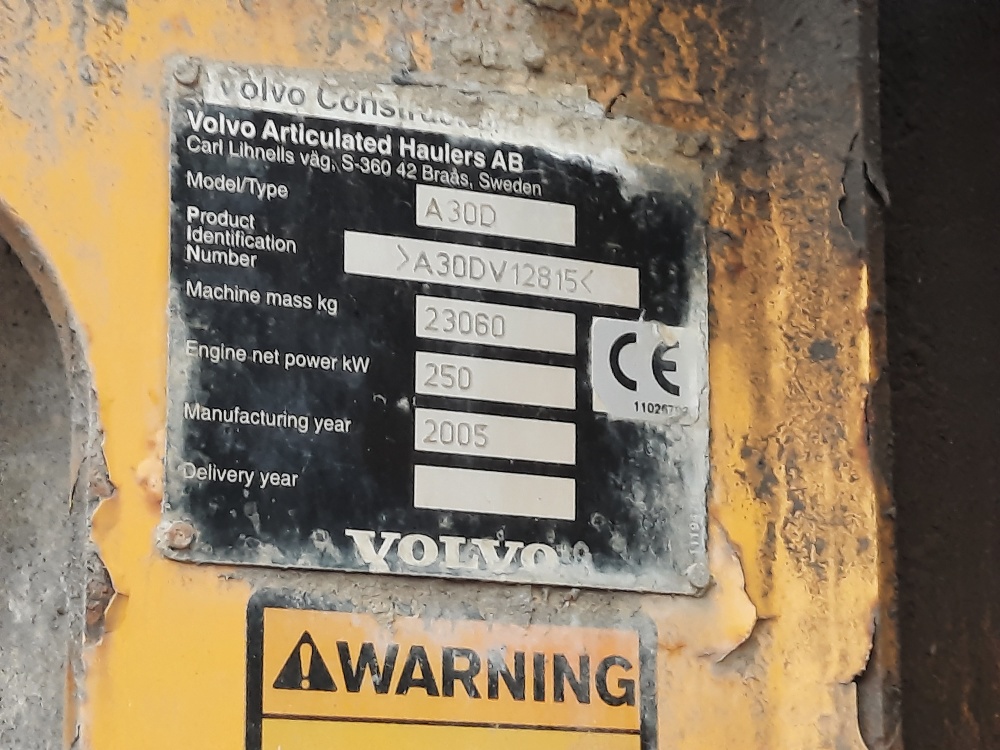 Volvo
Volvo Articulated Haulers AB
Carl Lihnells väg, S-360 42 Braås, Sweden
Model/Type
A30D
Product
Identification
Number
>A30DV12815<
Machine mass kg
23060
Engine net power kW
250
Manufacturing year
2005
Delivery year
CE
VOLVO
WARNING